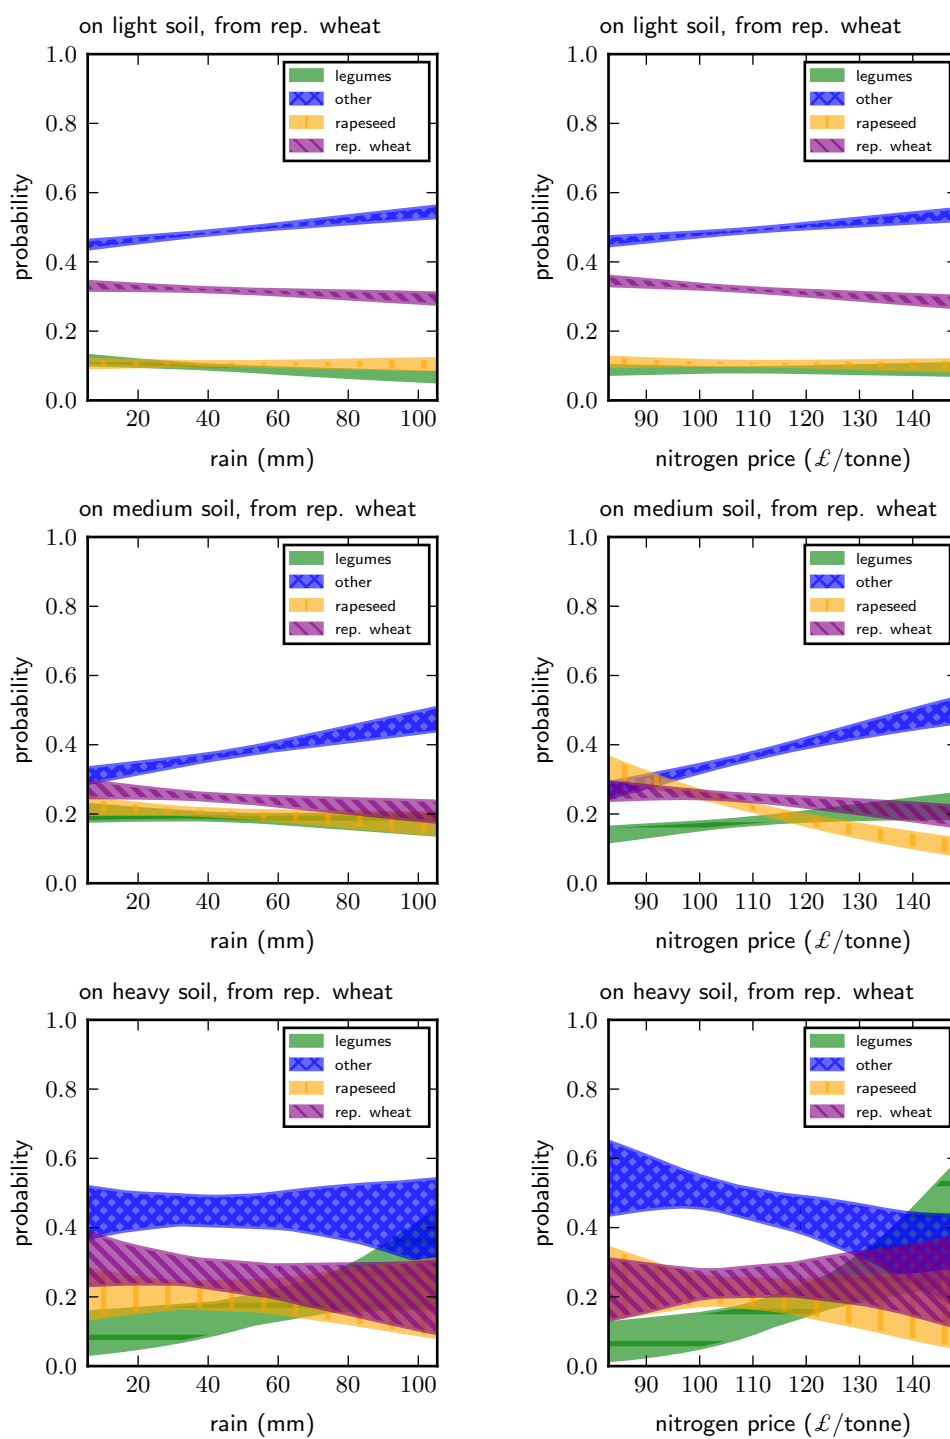 on light soil, from rep. wheat
1.0
0.8
0.6
0.4
0.2
0.0
probability
legumes
other
rapeseed
rep. wheat
20 40 60 80 100
rain (mm)
on light soil, from rep. wheat
1.0
0.8
0.6
0.4
0.2
0.0
probability
legumes
other
rapeseed
rep. wheat
90 100 110 120 130 140
nitrogen price (£/tonne)
on medium soil, from rep. wheat
1.0
0.8
0.6
0.4
0.2
0.0
probability
legumes
other
rapeseed
rep. wheat
20 40 60 80 100
rain (mm)
on medium soil, from rep. wheat
1.0
0.8
0.6
0.4
0.2
0.0
probability
legumes
other
rapeseed
rep. wheat
90 100 110 120 130 140
nitrogen price (£/tonne)
on heavy soil, from rep. wheat
1.0
0.8
0.6
0.4
0.2
0.0
probability
legumes
other
rapeseed
rep. wheat
20 40 60 80 100
rain (mm)
on heavy soil, from rep. wheat
1.0
0.8
0.6
0.4
0.2
0.0
probability
legumes
other
rapeseed
rep. wheat
90 100 110 120 130 140
nitrogen price (£/tonne)